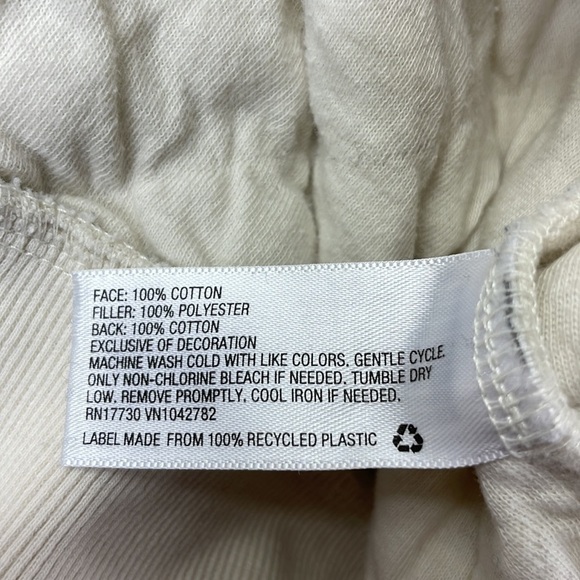 FACE: 100% COTTON
FILLER: 100% POLYESTER
BACK: 100% COTTON
EXCLUSIVE OF DECORATION
MACHINE WASH COLD WITH LIKE COLORS, GENTLE CYCLE.
ONLY NON-CHLORINE BLEACH IF NEEDED. TUMBLE DRY
LOW. REMOVE PROMPTLY. COOL IRON IF NEEDED.
RN17730 VN1042782
LABEL MADE FROM 100% RECYCLED PLASTIC